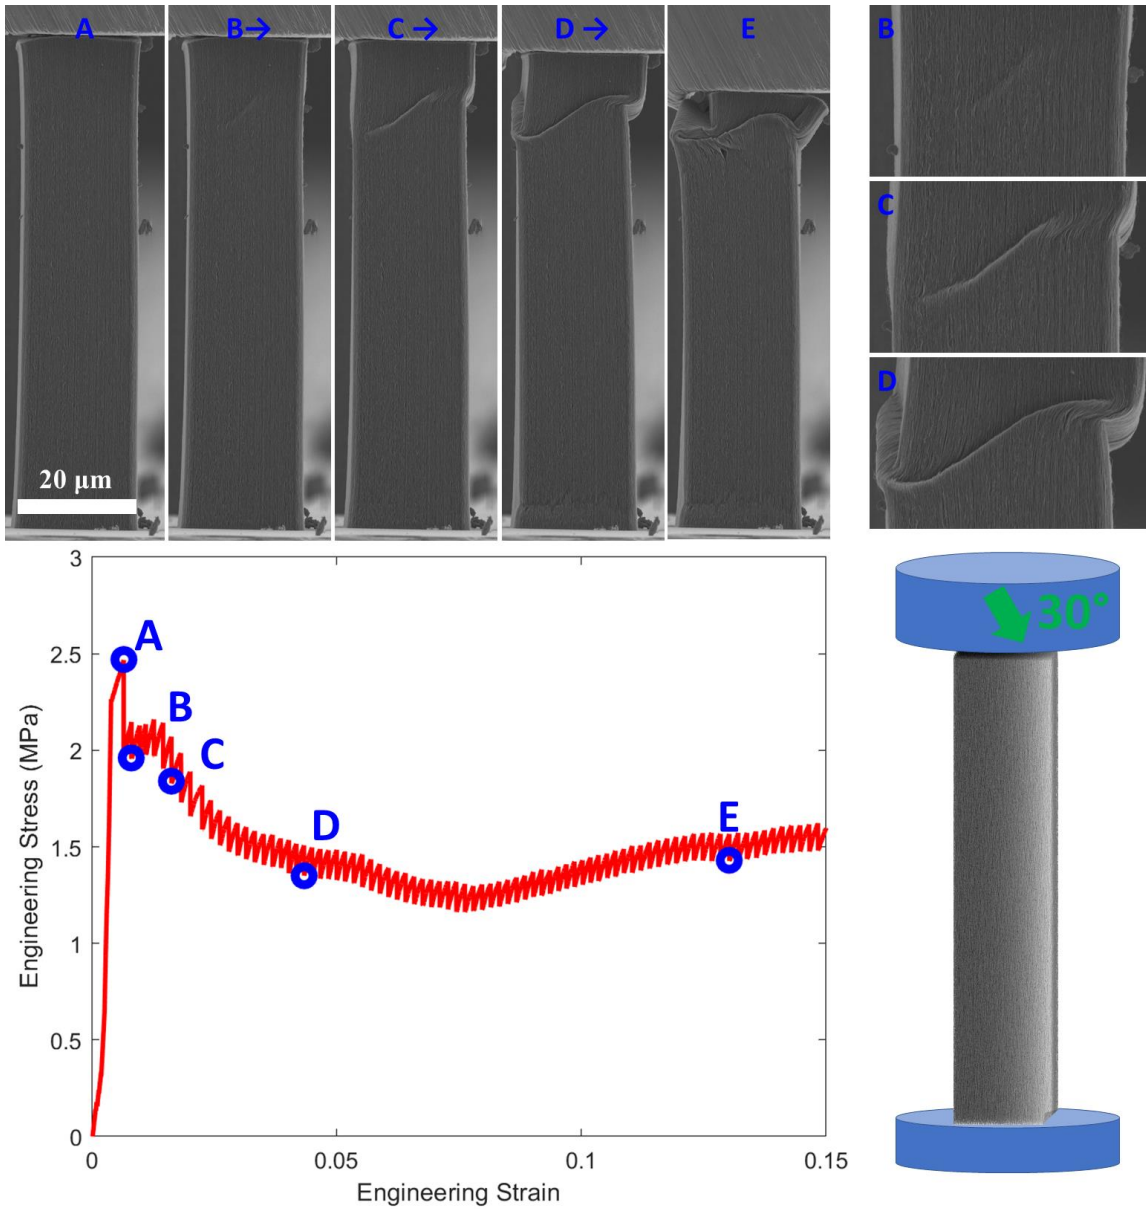 A
B→
C→
D→
E
B
C
D
20 μm
3
2.5
2
1.5
1
0.5
0
0
0.05
0.1
0.15
Engineering Stress (MPa)
Engineering Strain
A
B
C
D
E
30°